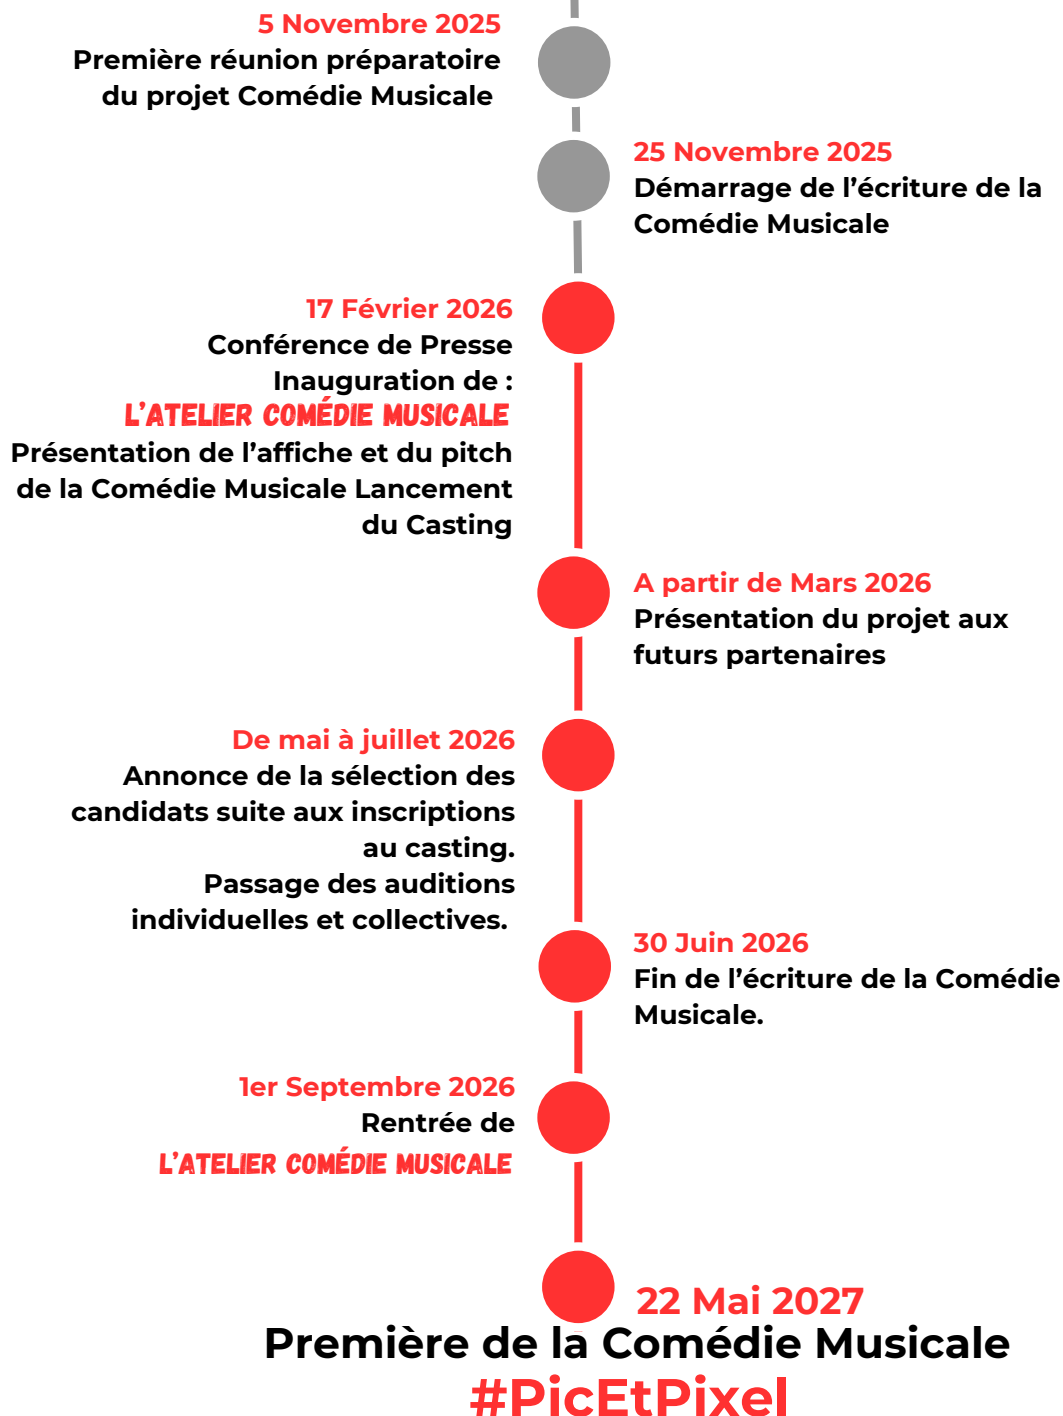 5 Novembre 2025
Première réunion préparatoire
du projet Comédie Musicale
25 Novembre 2025
Démarrage de l’écriture de la
Comédie Musicale
17 Février 2026
Conférence de Presse
Inauguration de :
L’ATELIER COMÉDIE MUSICALE
Présentation de l’affiche et du pitch
de la Comédie Musicale Lancement
du Casting
A partir de Mars 2026
Présentation du projet aux
futurs partenaires
De mai à juillet 2026
Annonce de la sélection des
candidats suite aux inscriptions
au casting.
Passage des auditions
individuelles et collectives.
30 Juin 2026
Fin de l’écriture de la Comédie
Musicale.
1er Septembre 2026
Rentrée de
L’ATELIER COMÉDIE MUSICALE
22 Mai 2027
Première de la Comédie Musicale
#PicEtPixel